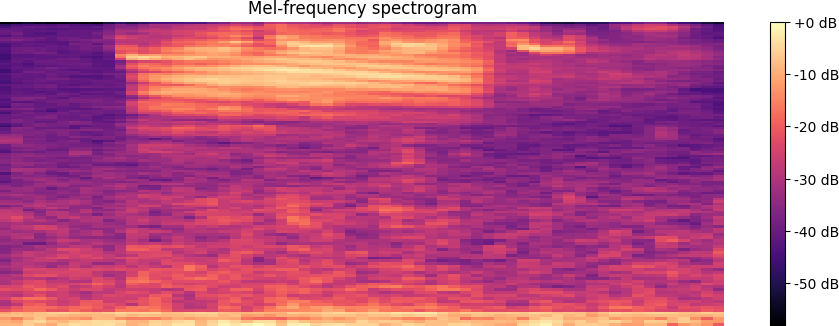 Mel-frequency spectrogram
+0 dB
-10 dB
-20 dB
-30 dB
-40 dB
-50 dB